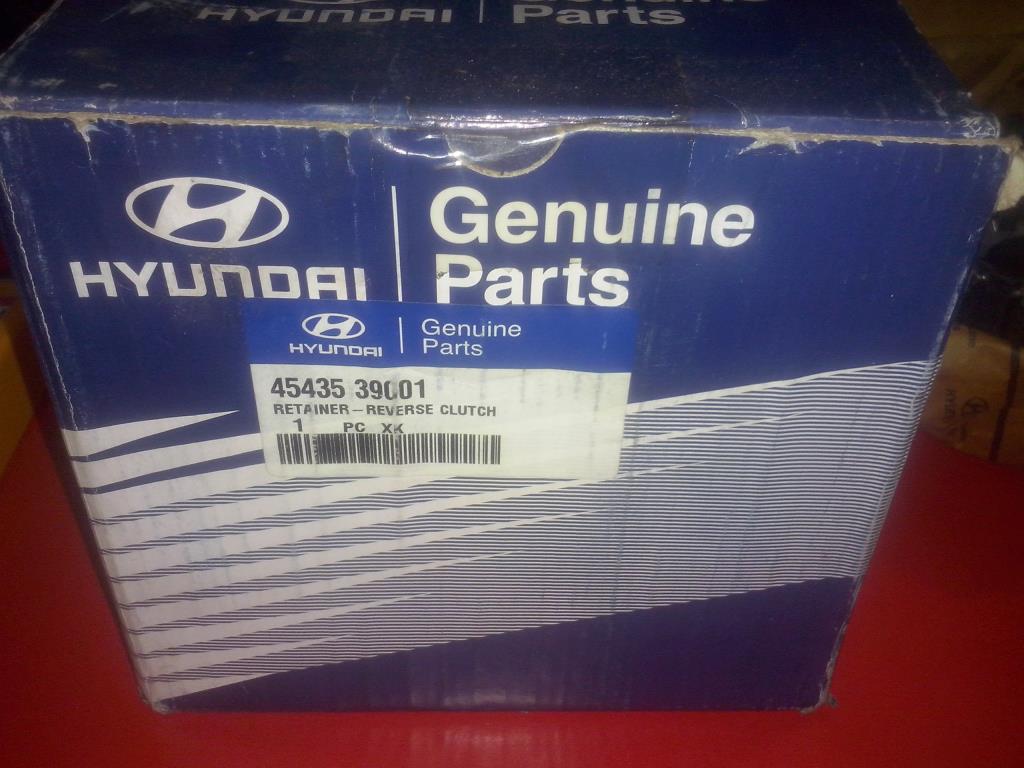 HYUNDAI
Genuine
Parts
HYUNDAI
Genuine
Parts
HYUNDAI
Genuine
Parts
45435 39001
RETAINER-REVERSE CLUTCH
1 PC XK